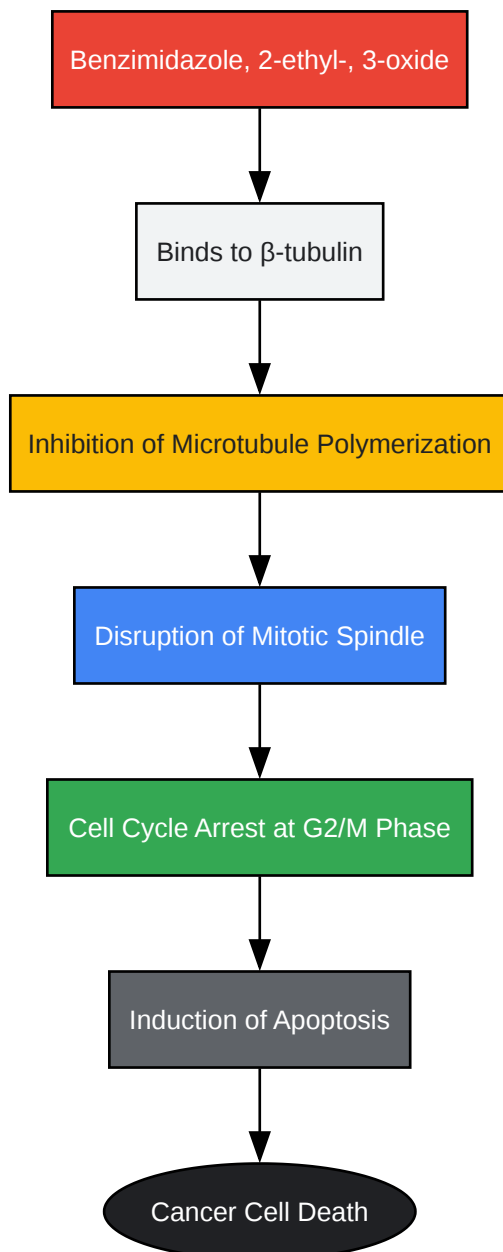 Benzimidazole, 2-ethyl-, 3-oxide
Binds to β-tubulin
Inhibition of Microtubule Polymerization
Disruption of Mitotic Spindle
Cell Cycle Arrest at G2/M Phase
Induction of Apoptosis
Cancer Cell Death